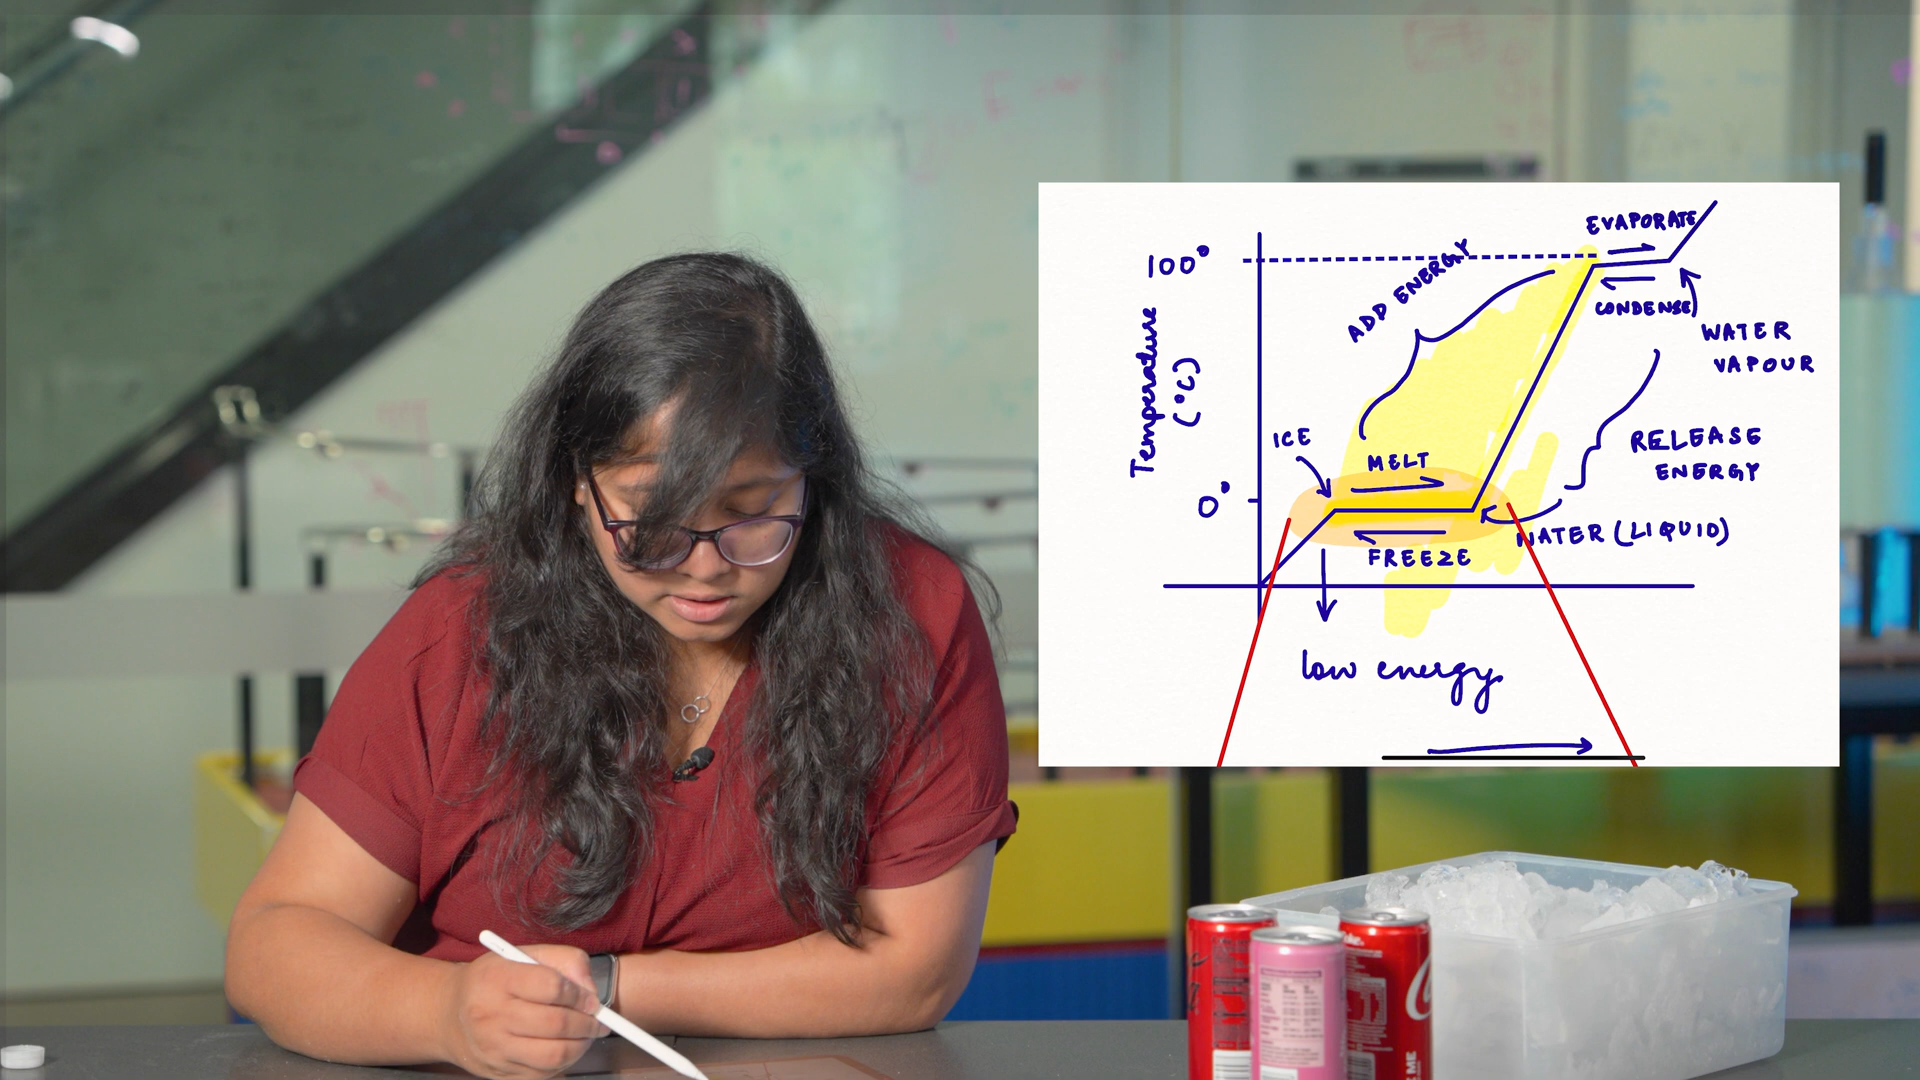 EVAPORATE
100°
ADD ENERGY
CONDENSE
WATER
VAPOUR
Temperature
(°C)
ICE
MELT
RELEASE
ENERGY
0°
WATER (LIQUID)
FREEZE
low energy